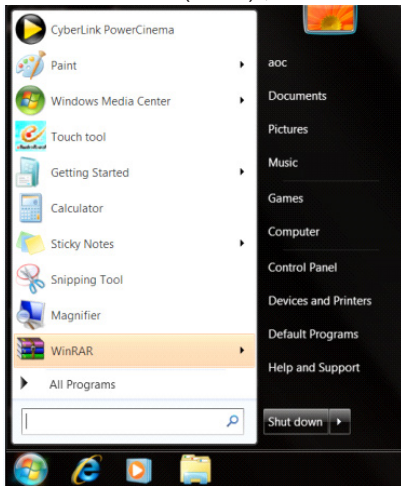 CyberLink PowerCinema
Paint
Windows Media Center
Touch tool
Getting Started
Calculator
Sticky Notes
Snipping Tool
Magnifier
WinRAR
All Programs
aoc
Documents
Pictures
Music
Games
Computer
Control Panel
Devices and Printers
Default Programs
Help and Support
Shut down